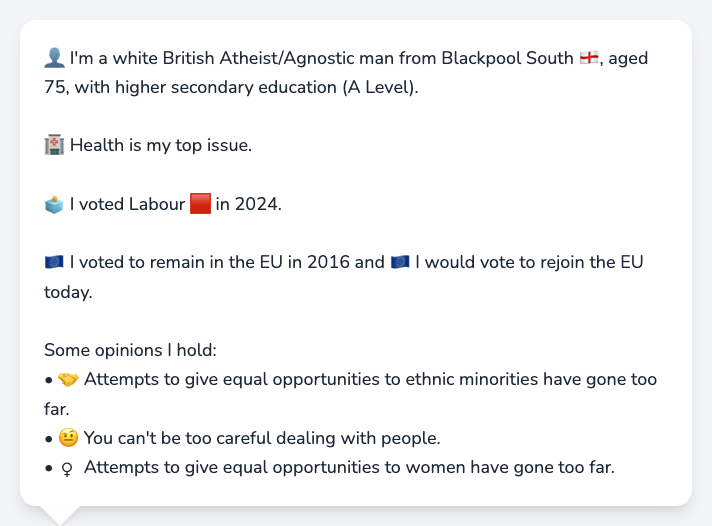 👤 I'm a white British Atheist/Agnostic man from Blackpool South 🏴󠁧󠁢󠁥󠁮󠁧󠁿, aged
75, with higher secondary education (A Level).
🏥 Health is my top issue.
🗳️ I voted Labour 🟥 in 2024.
🇪🇺 I voted to remain in the EU in 2016 and 🇪🇺 I would vote to rejoin the EU
today.
Some opinions I hold:
• 🤝 Attempts to give equal opportunities to ethnic minorities have gone too
far.
• 🤨 You can't be too careful dealing with people.
• ♀ Attempts to give equal opportunities to women have gone too far.